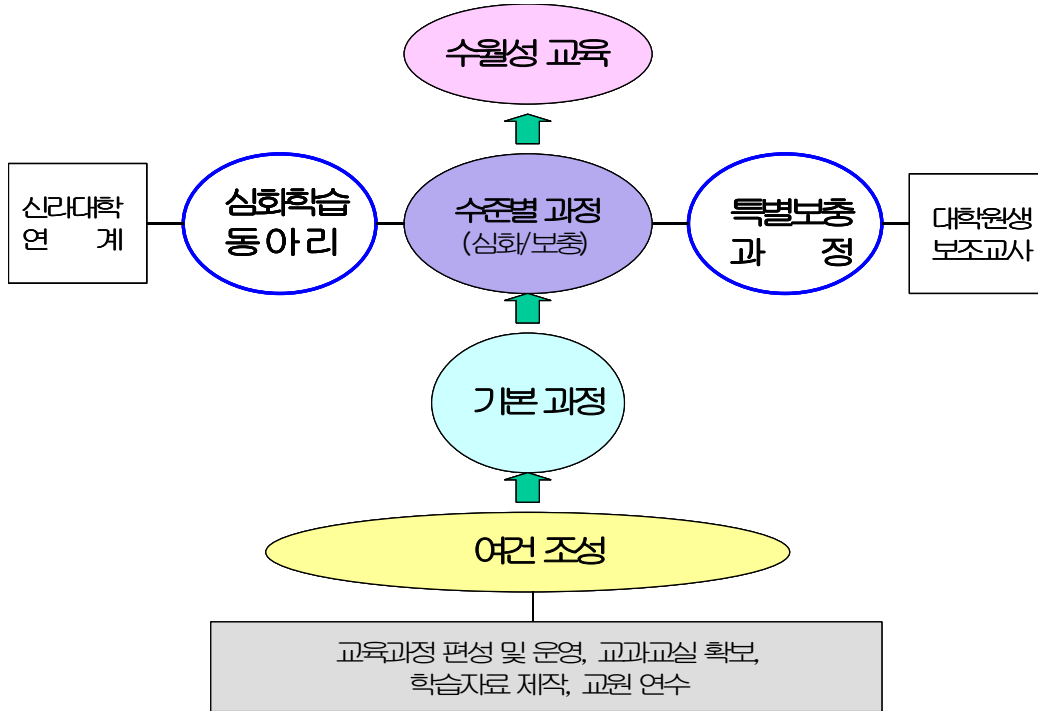 수월성 교육
신라대학
연 계
심화학습
동아리
수준별 과정
(심화/보충)
특별보충
과 정
대학원생
보조교사
기본 과정
여건 조성
교육과정 편성 및 운영, 교과교실 확보,
학습자료 제작, 교원 연수